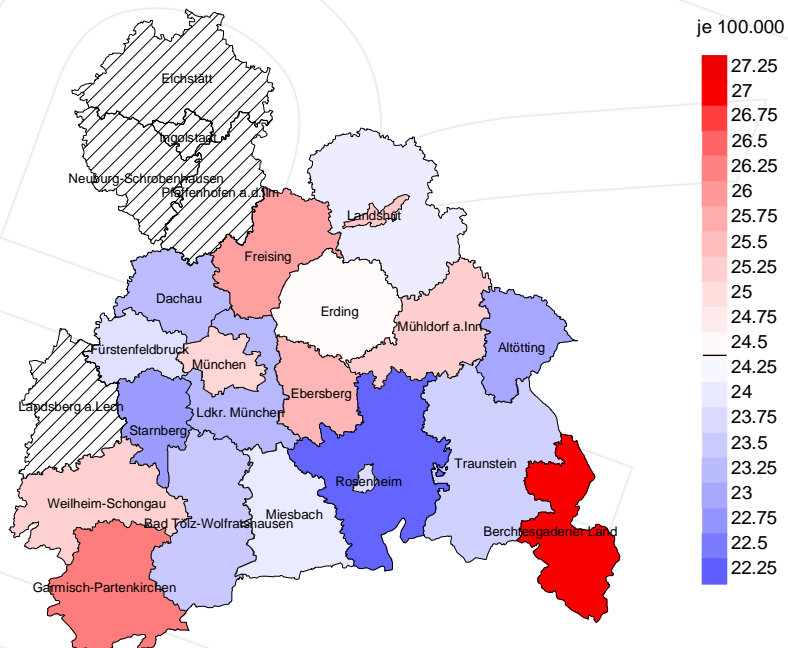 je 100.000
27.25
27
26.75
26.5
26.25
26
25.75
25.5
25.25
25
24.75
24.5
24.25
24
23.75
23.5
23.25
23
22.75
22.5
22.25
Eichstätt
Ingolstadt
Neuburg-Schrobenhausen
Pfaffenhofen a.d.Ilm
Landshut
Freising
Dachau
Erding
Mühldorf a.Inn
Altötting
Fürstenfeldbruck
München
Ebersberg
Landsberg a.Lech
Ldkr. München
Starnberg
Traunstein
Rosenheim
Weilheim-Schongau
Miesbach
Bad Tölz-Wolfratshausen
Berchtesgadener Land
Garmisch-Partenkirchen